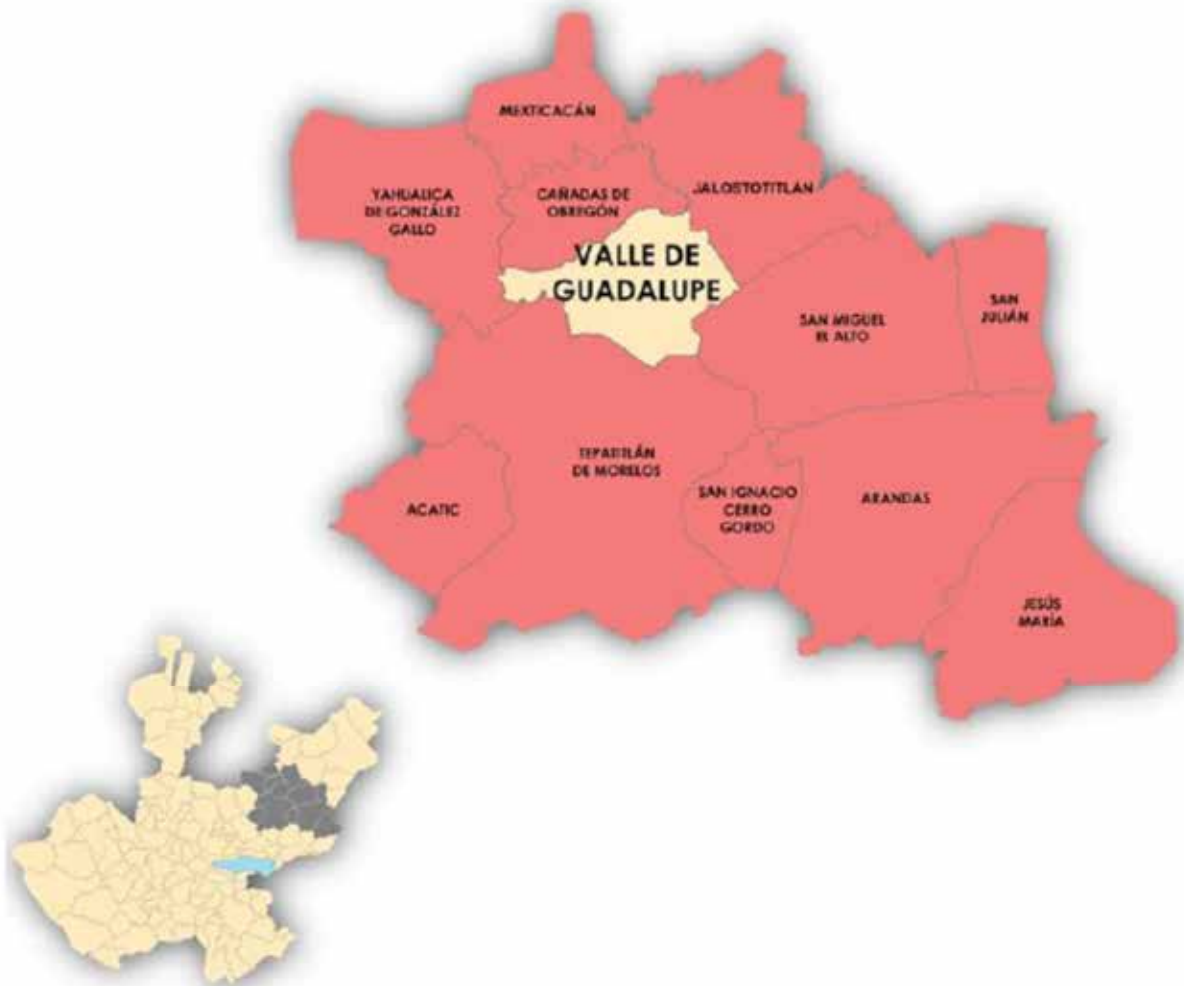 MEXTICACÁN
YAHUALICA
DE GONZÁLEZ
GALLO
CAÑADAS DE
OBREGÓN
JALOSTOTITLAN
VALLE DE
GUADALUPE
SAN MIGUEL
EL ALTO
SAN
JULIÁN
TEPATITLÁN
DE MORELOS
ACATIC
SAN IGNACIO
CERRO
GORDO
ARANDAS
JESÚS
MARÍA